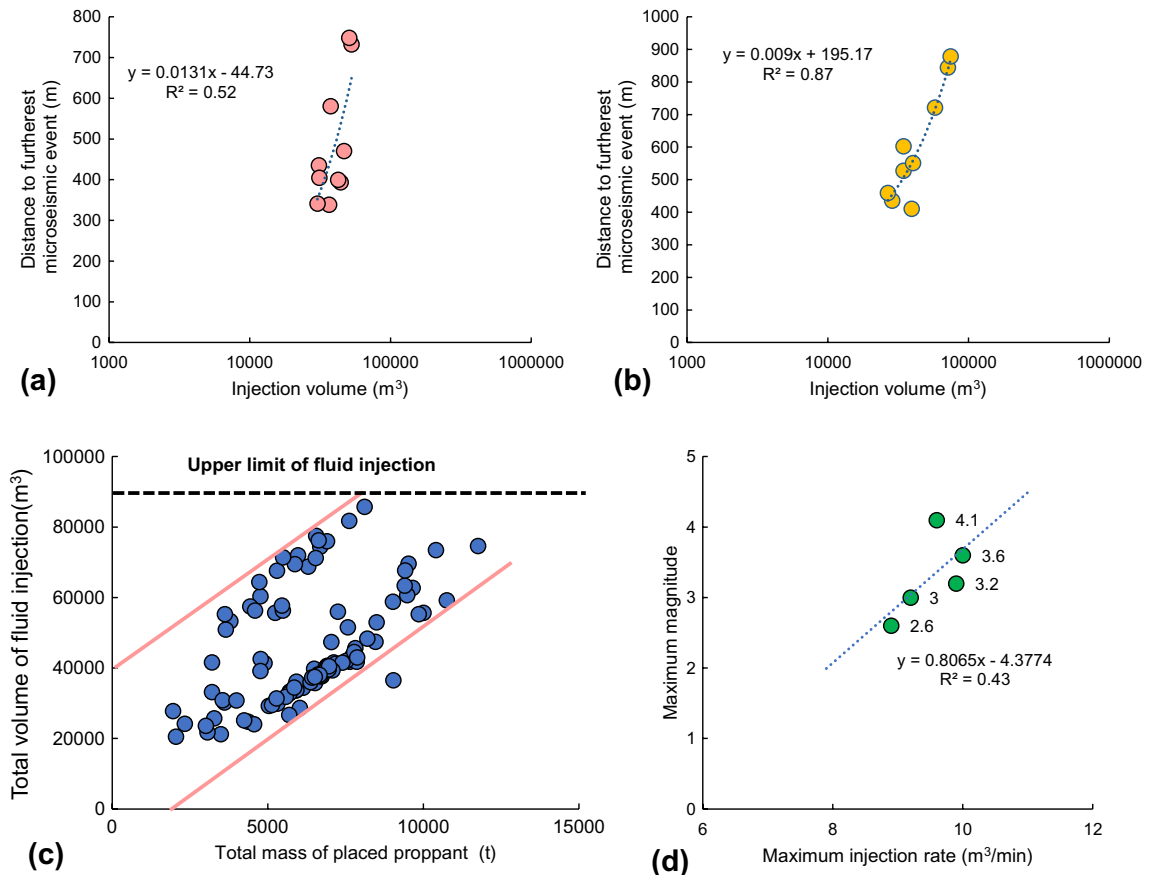 800
700
600
500
400
300
200
100
0
Distance to furtherest
microseismic event (m)
y = 0.0131x - 44.73
R² = 0.52
1000
10000
100000
1000000
Injection volume (m³)
(a)
1000
900
800
700
600
500
400
300
200
100
0
Distance to furtherest
microseismic event (m)
y = 0.009x + 195.17
R² = 0.87
1000
10000
100000
1000000
Injection volume (m³)
(b)
100000
80000
60000
40000
20000
0
Total volume of fluid injection(m³)
Upper limit of fluid injection
0
5000
10000
15000
Total mass of placed proppant (t)
(c)
5
4
3
2
1
0
Maximum magnitude
4.1
3.6
3.2
3
2.6
y = 0.8065x - 4.3774
R² = 0.43
6
8
10
12
Maximum injection rate (m³/min)
(d)